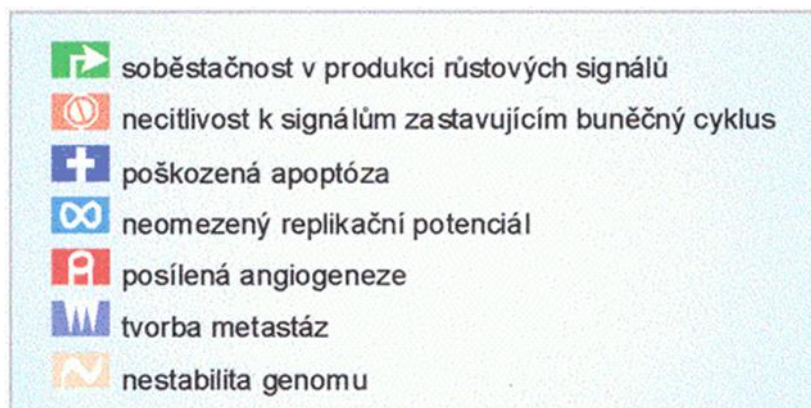 soběstačnost v produkci růstových signálů
necitlivost k signálům zastavujícím buněčný cyklus
poškozená apoptóza
neomezený replikační potenciál
posílená angiogeneze
tvorba metastáz
nestabilita genomu